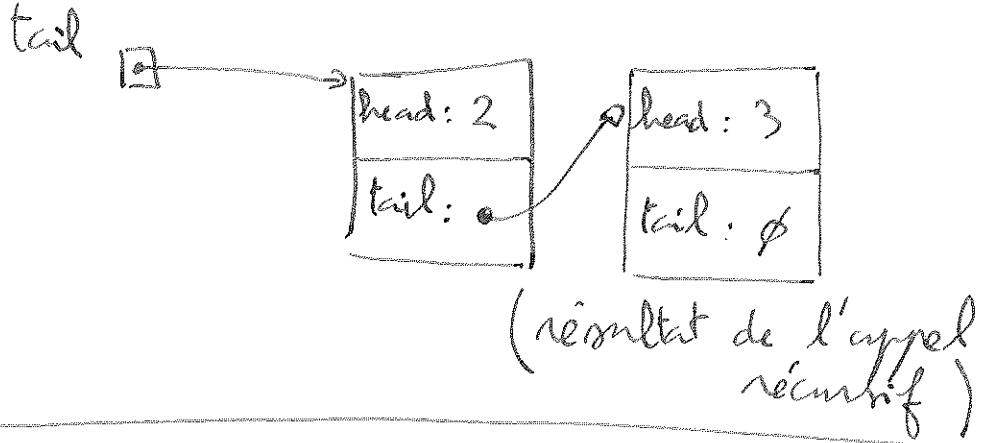 tail
head: 2
tail:
head: 3
tail: ∅
(résultat de l'appel
récursif)